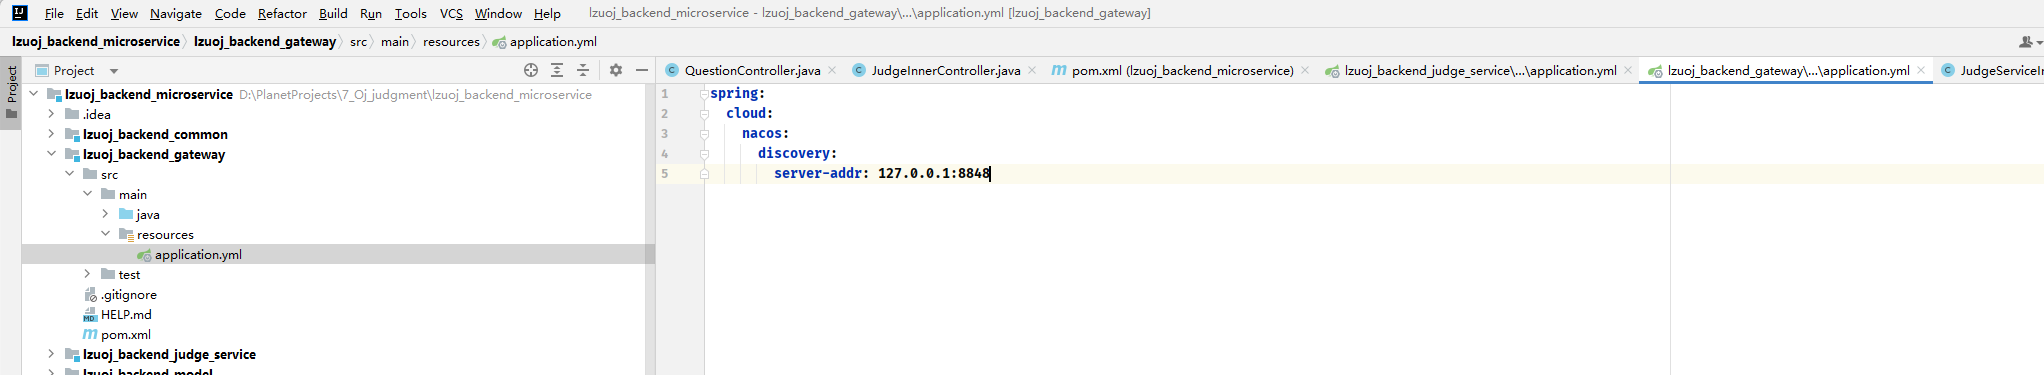 File Edit View Navigate Code Refactor Build Run Tools VCS Window Help lzuoj_backend_microservice - lzuoj_backend_gateway\...\application.yml [lzuoj_backend_gateway]
lzuoj_backend_microservice lzuoj_backend_gateway src main resources application.yml
Project
Project
QuestionController.java JudgeInnerController.java pom.xml (lzuoj_backend_microservice) lzuoj_backend_judge_service\...\application.yml lzuoj_backend_gateway\...\application.yml
lzuoj_backend_microservice D:\PlanetProjects\7_Oj_judgment\lzuoj_backend_microservice
.idea
lzuoj_backend_common
lzuoj_backend_gateway
src
main
java
resources
application.yml
test
.gitignore
HELP.md
pom.xml
lzuoj_backend_judge_service
lzuoj_backend_model
1 spring:
2 cloud:
3 nacos:
4 discovery:
5 server-addr: 127.0.0.1:8848